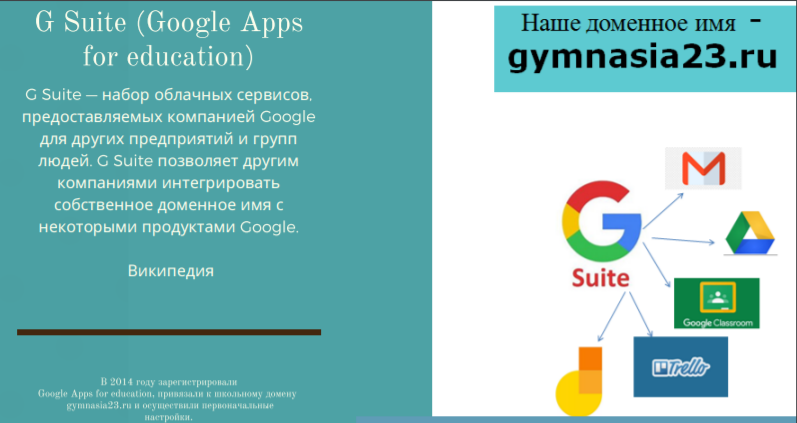 G Suite (Google Apps
for education)
G Suite — набор облачных сервисов,
предоставляемых компанией Google
для других предприятий и групп
людей. G Suite позволяет другим
компаниями интегрировать
собственное доменное имя с
некоторыми продуктами Google.
Википедия
В 2014 году зарегистрировали
Google Apps for education, привязали к школьному домену
gymnasia23.ru и осуществили первоначальные
настройки.
Наше доменное имя -
gymnasia23.ru
Suite
Google Classroom
Trello